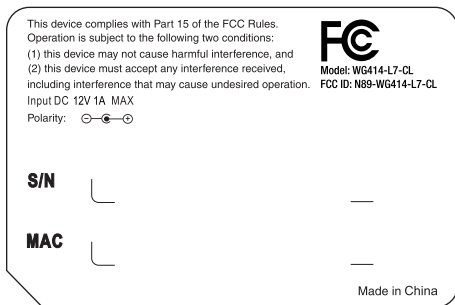 This device complies with Part 15 of the FCC Rules.
Operation is subject to the following two conditions:
(1) this device may not cause harmful interference, and
(2) this device must accept any interference received,
including interference that may cause undesired operation.
Input DC 12V 1A MAX
Polarity:
FC
Model: WG414-L7-CL
FCC ID: N89-WG414-L7-CL
S/N
MAC
Made in China